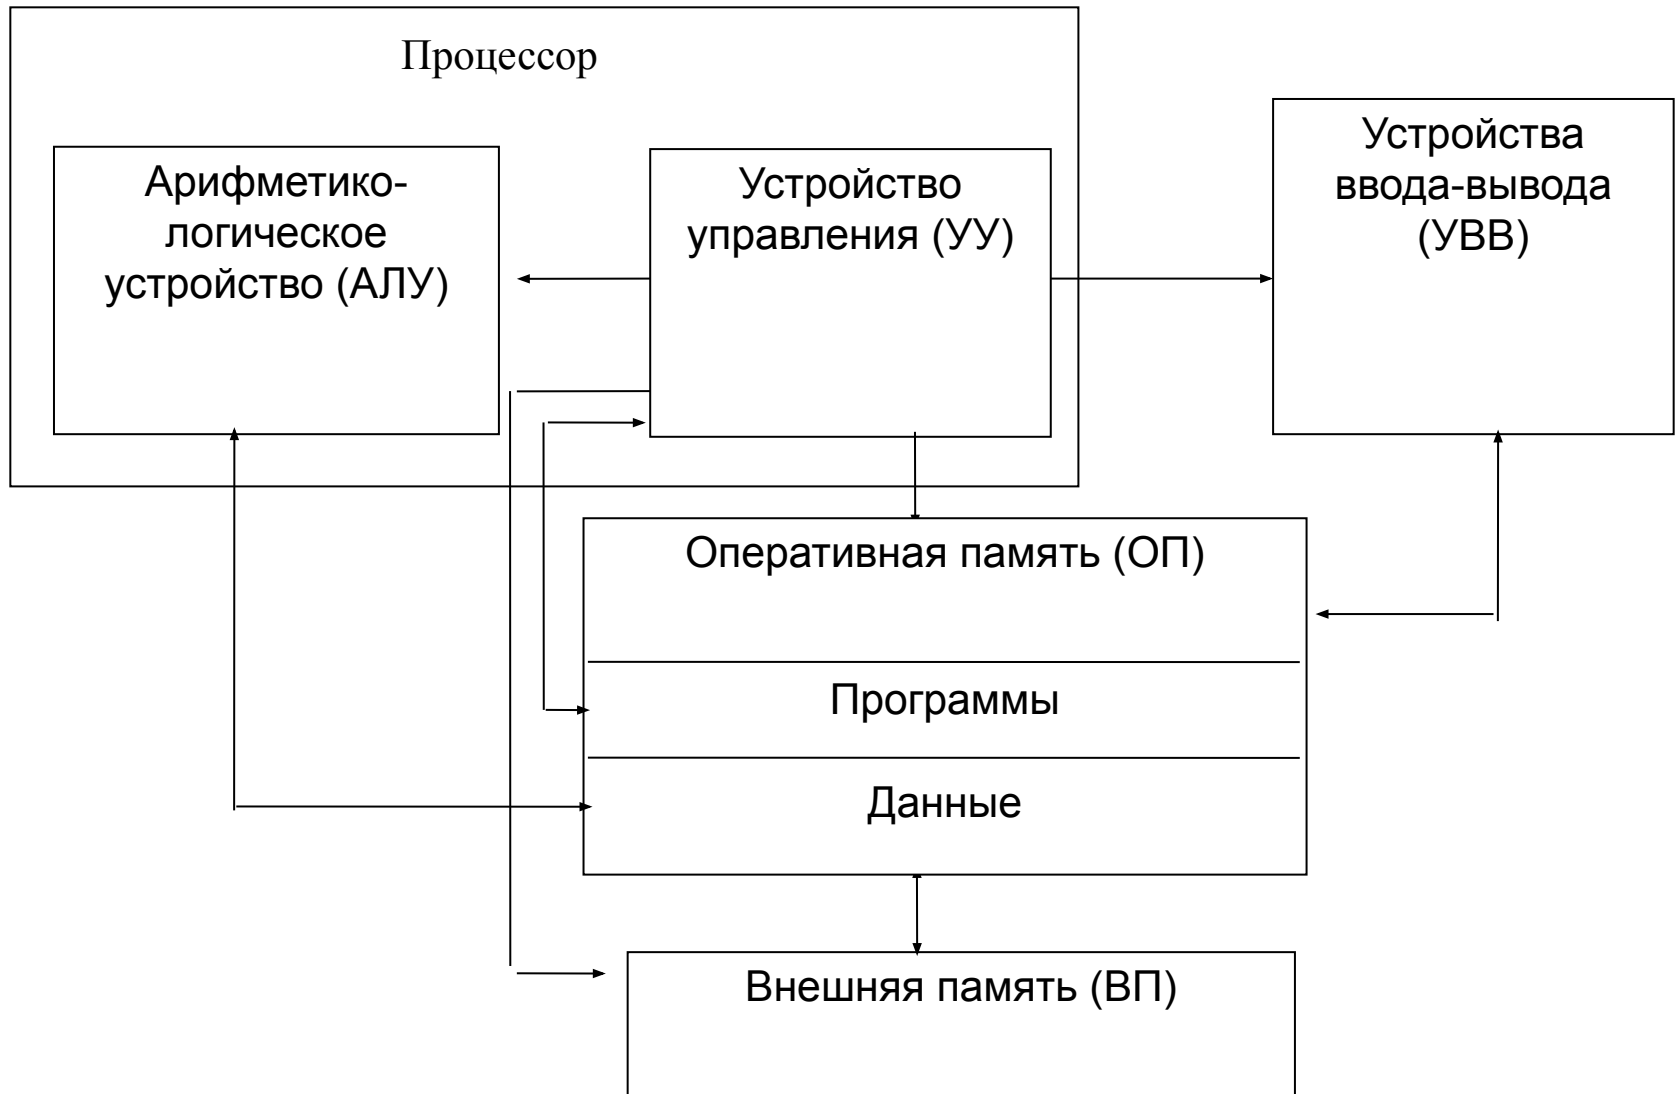 Процессор
Арифметико-
логическое
устройство (АЛУ)
Устройство
управления (УУ)
Устройства
ввода-вывода
(УВВ)
Оперативная память (ОП)
Программы
Данные
Внешняя память (ВП)